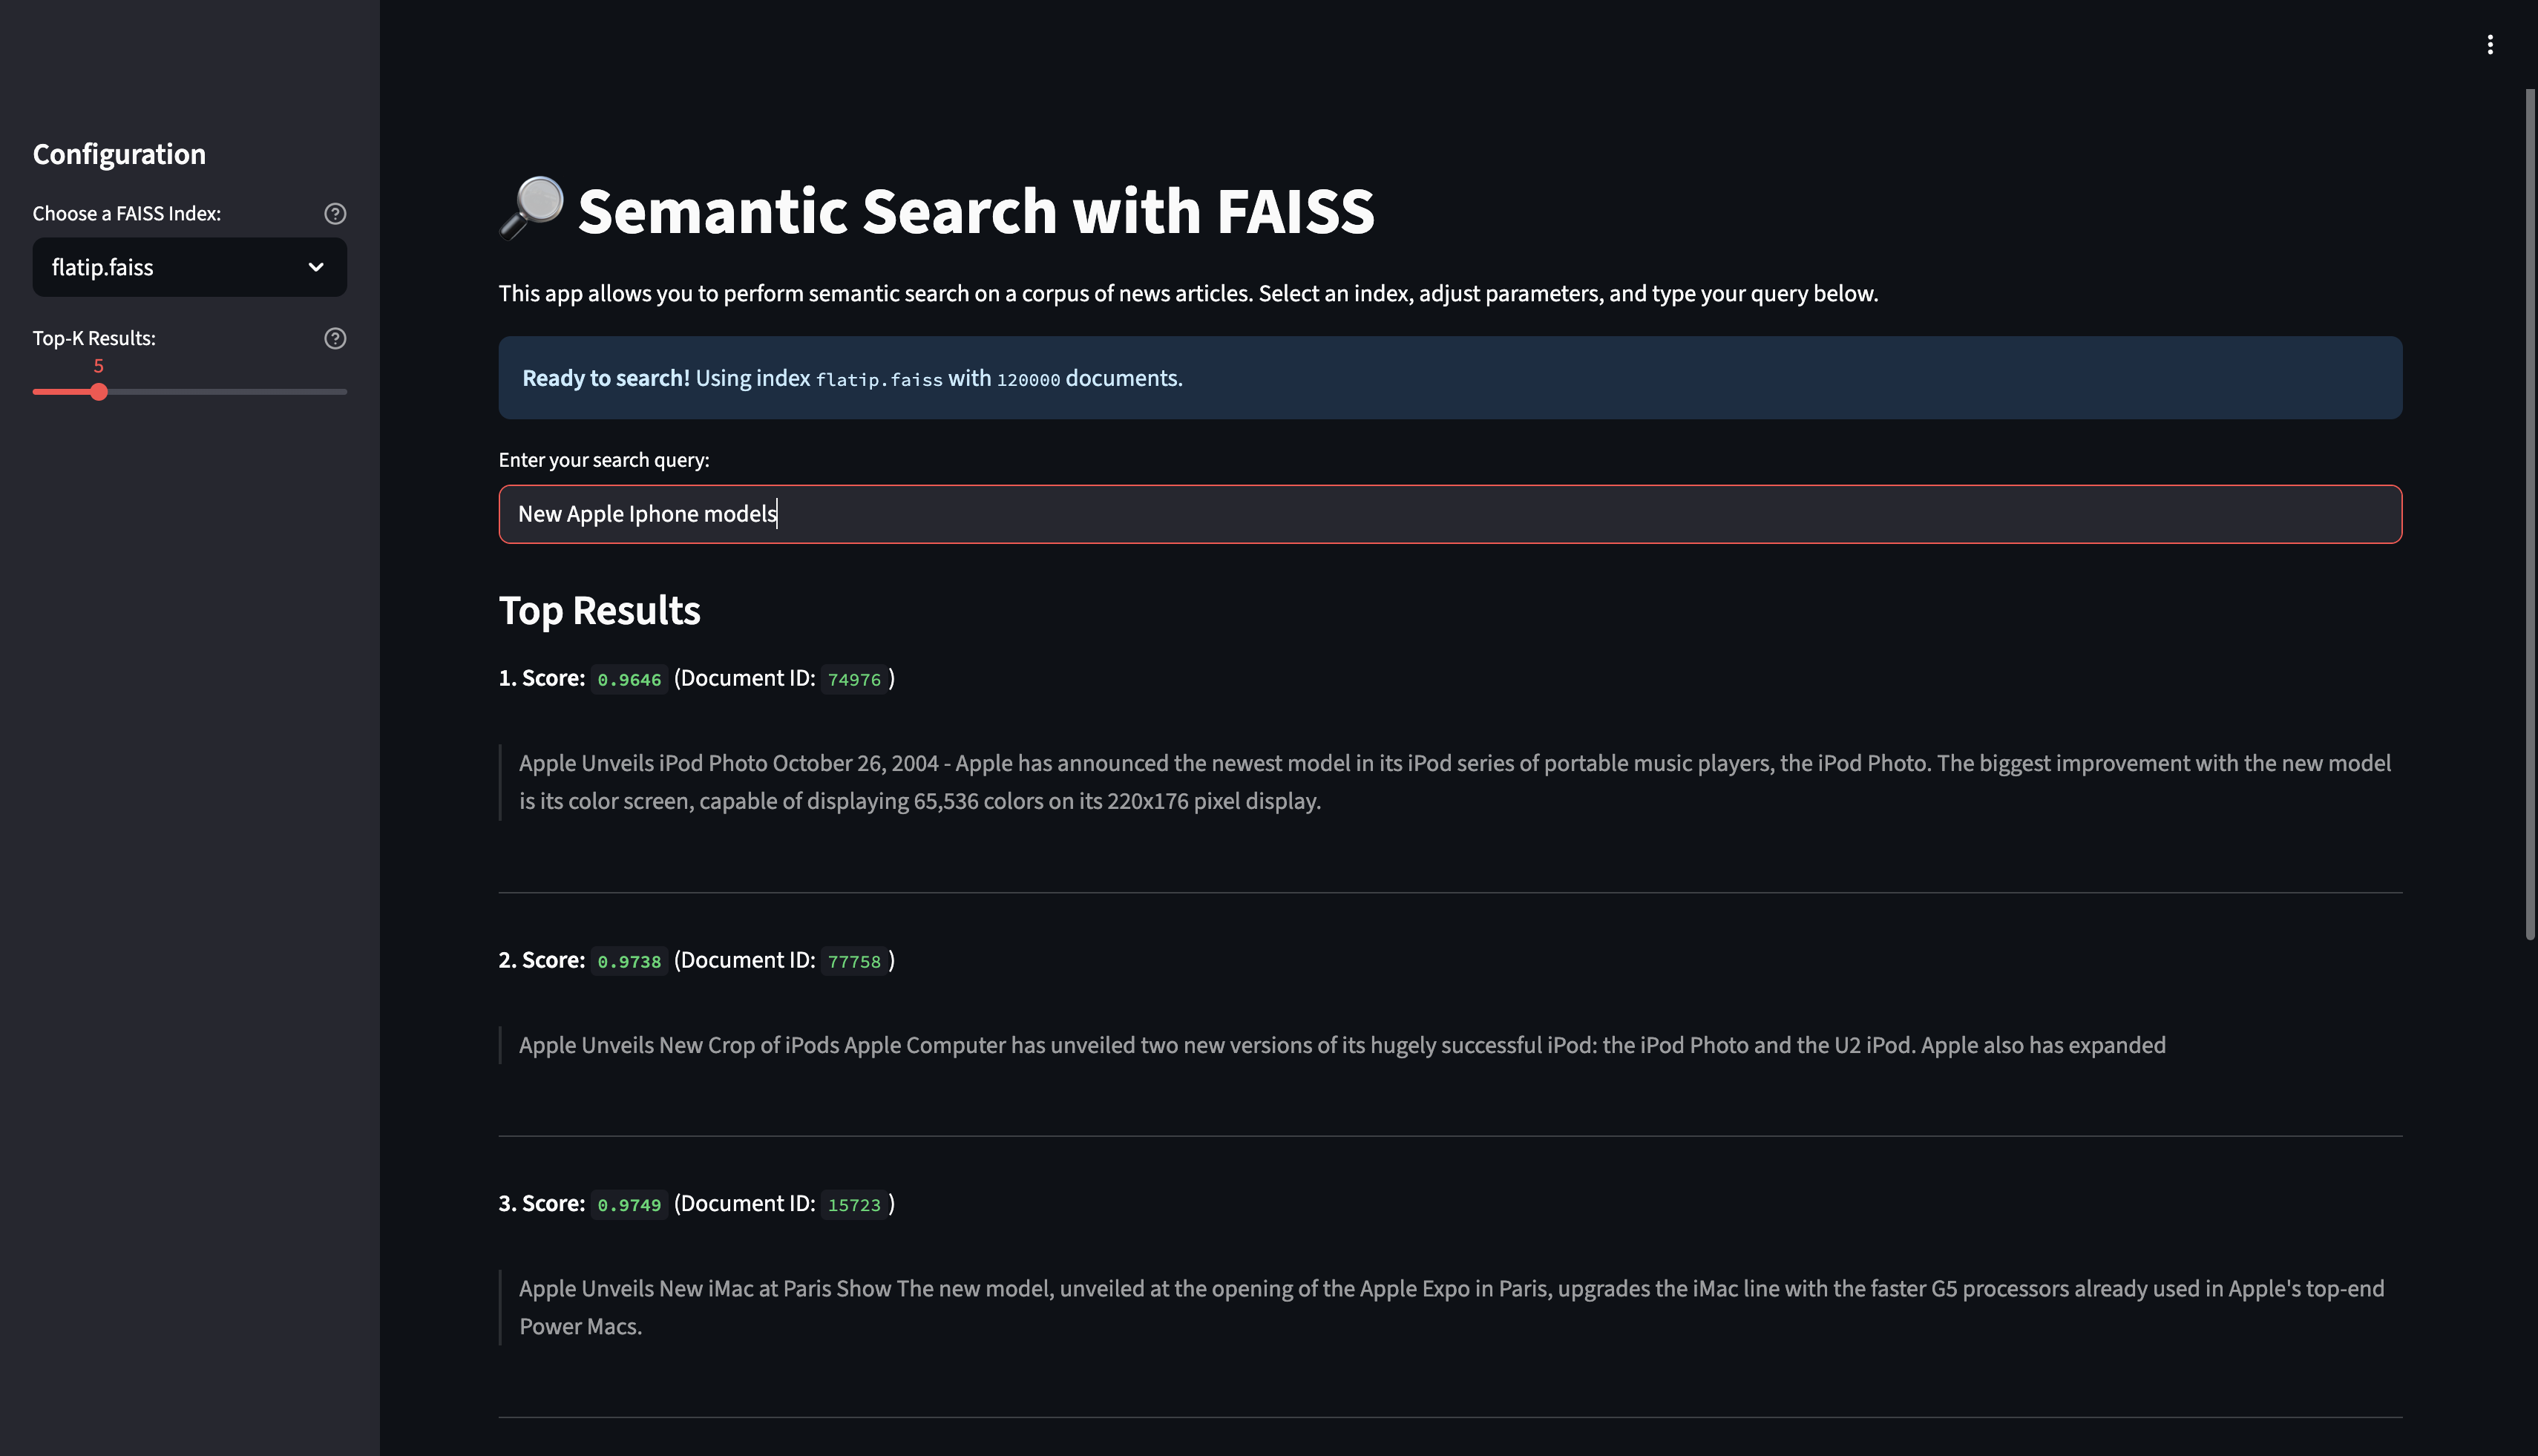 Configuration
Choose a FAISS Index:
flatip.faiss
Top-K Results:
5
🔎 Semantic Search with FAISS
This app allows you to perform semantic search on a corpus of news articles. Select an index, adjust parameters, and type your query below.
Ready to search! Using index flatip.faiss with 120000 documents.
Enter your search query:
New Apple Iphone models
Top Results
1. Score: 0.9646 (Document ID: 74976 )
Apple Unveils iPod Photo October 26, 2004 - Apple has announced the newest model in its iPod series of portable music players, the iPod Photo. The biggest improvement with the new model
is its color screen, capable of displaying 65,536 colors on its 220x176 pixel display.
2. Score: 0.9738 (Document ID: 77758 )
Apple Unveils New Crop of iPods Apple Computer has unveiled two new versions of its hugely successful iPod: the iPod Photo and the U2 iPod. Apple also has expanded
3. Score: 0.9749 (Document ID: 15723 )
Apple Unveils New iMac at Paris Show The new model, unveiled at the opening of the Apple Expo in Paris, upgrades the iMac line with the faster G5 processors already used in Apple's top-end
Power Macs.